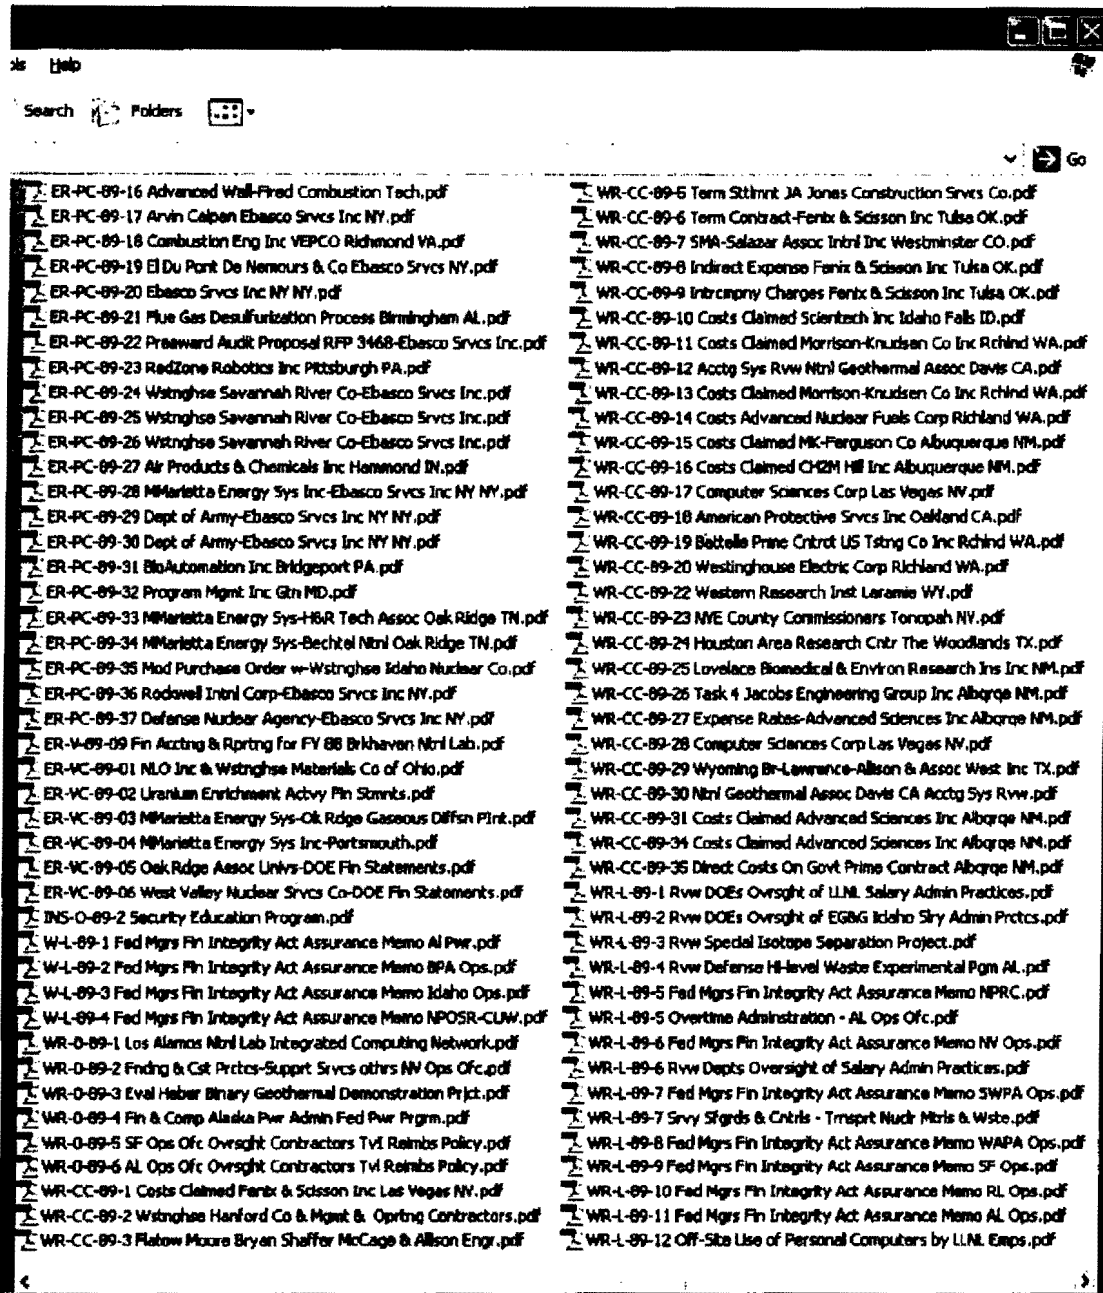 Help
Search Folders
Go
ER-PC-89-16 Advanced Wall-Fired Combustion Tech.pdf
ER-PC-89-17 Arvin Calpan Ebasco Srvcs Inc NY.pdf
ER-PC-89-18 Combustion Eng Inc VEPCO Richmond VA.pdf
ER-PC-89-19 EI Du Pont De Nemours & Co Ebasco Srvcs NY.pdf
ER-PC-89-20 Ebasco Srvcs Inc NY NY.pdf
ER-PC-89-21 Flue Gas Desulfurization Process Birmingham AL.pdf
ER-PC-89-22 Preaward Audit Proposal RFP 3468-Ebasco Srvcs Inc.pdf
ER-PC-89-23 RedZone Robotics Inc Pittsburgh PA.pdf
ER-PC-89-24 Wstnghse Savannah River Co-Ebasco Srvcs Inc.pdf
ER-PC-89-25 Wstnghse Savannah River Co-Ebasco Srvcs Inc.pdf
ER-PC-89-26 Wstnghse Savannah River Co-Ebasco Srvcs Inc.pdf
ER-PC-89-27 Air Products & Chemicals Inc Hammond IN.pdf
ER-PC-89-28 MMarietta Energy Sys Inc-Ebasco Srvcs Inc NY NY.pdf
ER-PC-89-29 Dept of Army-Ebasco Srvcs Inc NY NY.pdf
ER-PC-89-30 Dept of Army-Ebasco Srvcs Inc NY NY.pdf
ER-PC-89-31 BioAutomation Inc Bridgeport PA.pdf
ER-PC-89-32 Program Mgmt Inc Gtn MD.pdf
ER-PC-89-33 MMarietta Energy Sys-H&R Tech Assoc Oak Ridge TN.pdf
ER-PC-89-34 MMarietta Energy Sys-Bechtel Ntnl Oak Ridge TN.pdf
ER-PC-89-35 Mod Purchase Order w-Wstnghse Idaho Nuclear Co.pdf
ER-PC-89-36 Rockwell Intnl Corp-Ebasco Srvcs Inc NY.pdf
ER-PC-89-37 Defense Nuclear Agency-Ebasco Srvcs Inc NY.pdf
ER-V-89-09 Fin Acctng & Rprtng for FY 88 Brkhaven Ntnl Lab.pdf
ER-VC-89-01 NLO Inc & Wstnghse Materials Co of Ohio.pdf
ER-VC-89-02 Uranium Enrichment Actvy Fin Stmnts.pdf
ER-VC-89-03 MMarietta Energy Sys-Ok Rdge Gaseous Diffsn Plnt.pdf
ER-VC-89-04 MMarietta Energy Sys Inc-Portsmouth.pdf
ER-VC-89-05 Oak Rdge Assoc Univs-DOE Fin Statements.pdf
ER-VC-89-06 West Valley Nuclear Srvcs Co-DOE Fin Statements.pdf
INS-O-89-2 Security Education Program.pdf
W-L-89-1 Fed Mgrs Fin Integrity Act Assurance Memo Al Pwr.pdf
W-L-89-2 Fed Mgrs Fin Integrity Act Assurance Memo BPA Ops.pdf
W-L-89-3 Fed Mgrs Fin Integrity Act Assurance Memo Idaho Ops.pdf
W-L-89-4 Fed Mgrs Fin Integrity Act Assurance Memo NPOSR-CUW.pdf
WR-O-89-1 Los Alamos Ntnl Lab Integrated Computing Network.pdf
WR-O-89-2 Fndng & Cst Prctcs-Supprt Srvcs othrs NV Ops Ofc.pdf
WR-O-89-3 Eval Heber Binary Geothermal Demonstration Prjct.pdf
WR-O-89-4 Fin & Comp Alaska Pwr Admin Fed Pwr Prgrm.pdf
WR-O-89-5 SF Ops Ofc Ovrsght Contractors Tvl Reimbs Policy.pdf
WR-O-89-6 AL Ops Ofc Ovrsght Contractors Tvl Reimbs Policy.pdf
WR-CC-89-1 Costs Claimed Fenix & Scisson Inc Las Vegas NV.pdf
WR-CC-89-2 Wstnghse Hanford Co & Mgmt & Oprtng Contractors.pdf
WR-CC-89-3 Flatow Moore Bryan Shaffer McCage & Allison Engr.pdf
WR-CC-89-5 Term Sttlmnt JA Jones Construction Srvcs Co.pdf
WR-CC-89-6 Term Contract-Fenix & Scisson Inc Tulsa OK.pdf
WR-CC-89-7 SMA-Salazar Assoc Intnl Inc Westminster CO.pdf
WR-CC-89-8 Indirect Expense Fenix & Scisson Inc Tulsa OK.pdf
WR-CC-89-9 Intrcmpny Charges Fenix & Scisson Inc Tulsa OK.pdf
WR-CC-89-10 Costs Claimed Scientech Inc Idaho Falls ID.pdf
WR-CC-89-11 Costs Claimed Morrison-Knudsen Co Inc Rchlnd WA.pdf
WR-CC-89-12 Acctg Sys Rvw Ntnl Geothermal Assoc Davis CA.pdf
WR-CC-89-13 Costs Claimed Morrison-Knudsen Co Inc Rchlnd WA.pdf
WR-CC-89-14 Costs Advanced Nuclear Fuels Corp Richland WA.pdf
WR-CC-89-15 Costs Claimed MK-Ferguson Co Albuquerque NM.pdf
WR-CC-89-16 Costs Claimed CH2M Hill Inc Albuquerque NM.pdf
WR-CC-89-17 Computer Sciences Corp Las Vegas NV.pdf
WR-CC-89-18 American Protective Srvcs Inc Oakland CA.pdf
WR-CC-89-19 Battelle Prime Cntrct US Tstng Co Inc Rchlnd WA.pdf
WR-CC-89-20 Westinghouse Electric Corp Richland WA.pdf
WR-CC-89-22 Western Research Inst Laramie WY.pdf
WR-CC-89-23 NYE County Commissioners Tonopah NV.pdf
WR-CC-89-24 Houston Area Research Cntr The Woodlands TX.pdf
WR-CC-89-25 Lovelace Biomedical & Environ Research Ins Inc NM.pdf
WR-CC-89-26 Task 4 Jacobs Engineering Group Inc Albqrqe NM.pdf
WR-CC-89-27 Expense Rates-Advanced Sciences Inc Albqrqe NM.pdf
WR-CC-89-28 Computer Sciences Corp Las Vegas NV.pdf
WR-CC-89-29 Wyoming Br-Lawrence-Allison & Assoc West Inc TX.pdf
WR-CC-89-30 Ntnl Geothermal Assoc Davis CA Acctg Sys Rvw.pdf
WR-CC-89-31 Costs Claimed Advanced Sciences Inc Albqrqe NM.pdf
WR-CC-89-34 Costs Claimed Advanced Sciences Inc Albqrqe NM.pdf
WR-CC-89-35 Direct Costs On Govt Prime Contract Albqrqe NM.pdf
WR-L-89-1 Rvw DOEs Ovrsght of LLNL Salary Admin Practices.pdf
WR-L-89-2 Rvw DOEs Ovrsght of EG&G Idaho Slry Admin Prctcs.pdf
WR-L-89-3 Rvw Special Isotope Separation Project.pdf
WR-L-89-4 Rvw Defense Hi-level Waste Experimental Pgm AL.pdf
WR-L-89-5 Fed Mgrs Fin Integrity Act Assurance Memo NPRC.pdf
WR-L-89-5 Overtime Adminstration - AL Ops Ofc.pdf
WR-L-89-6 Fed Mgrs Fin Integrity Act Assurance Memo NV Ops.pdf
WR-L-89-6 Rvw Depts Oversight of Salary Admin Practices.pdf
WR-L-89-7 Fed Mgrs Fin Integrity Act Assurance Memo SWPA Ops.pdf
WR-L-89-7 Srvy Sfgrds & Cntrls - Trnsprt Nuclr Mtrls & Wste.pdf
WR-L-89-8 Fed Mgrs Fin Integrity Act Assurance Memo WAPA Ops.pdf
WR-L-89-9 Fed Mgrs Fin Integrity Act Assurance Memo SF Ops.pdf
WR-L-89-10 Fed Mgrs Fin Integrity Act Assurance Memo RL Ops.pdf
WR-L-89-11 Fed Mgrs Fin Integrity Act Assurance Memo AL Ops.pdf
WR-L-89-12 Off-Site Use of Personal Computers by LLNL Emps.pdf